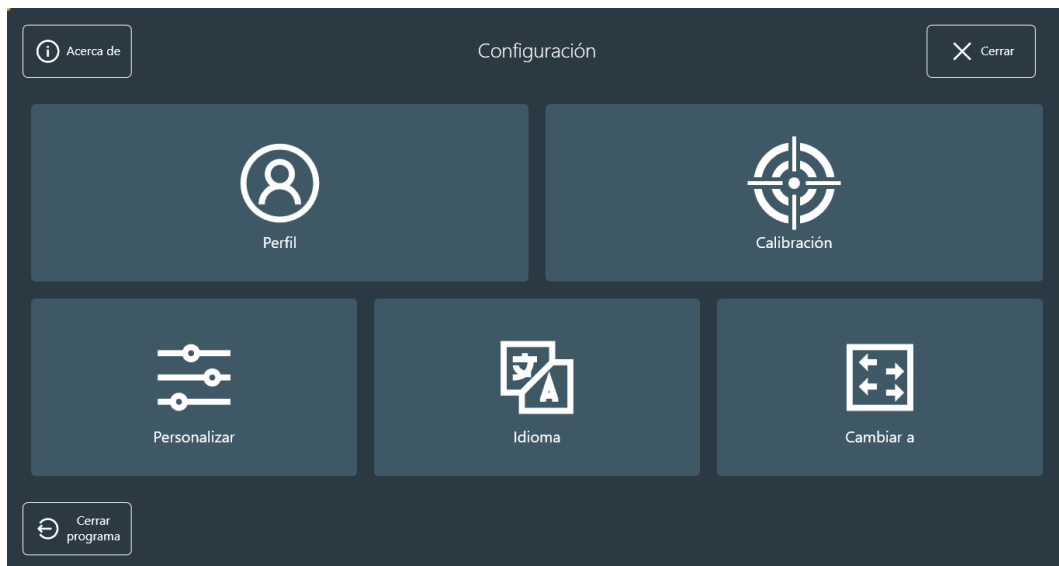 Acerca de
Configuración
Cerrar
Perfil
Calibración
Personalizar
Idioma
Cambiar a
Cerrar
programa